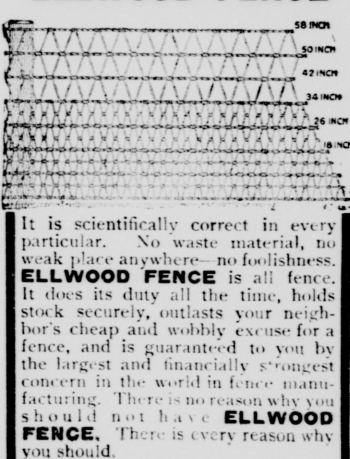 58 INCH
50 INCH
42 INCH
34 INCH
26 INCH
18 INCH
It is scientifically correct in every
particular. No waste material, no
weak place anywhere—no foolishness.
ELLWOOD FENCE is all fence.
It does its duty all the time, holds
stock securely, outlasts your neigh-
bor's cheap and wobbly excuse for a
fence, and is guaranteed to you by
the largest and financially strongest
concern in the world in fence manu-
facturing. There is no reason why you
should not have ELLWOOD
FENCE. There is every reason why
you should.